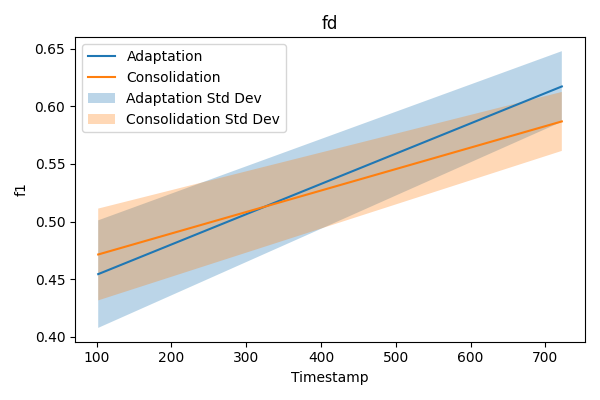 fd
Adaptation
Consolidation
Adaptation Std Dev
Consolidation Std Dev
0.65
0.60
0.55
0.50
0.45
0.40
f1
100
200
300
400
500
600
700
Timestamp